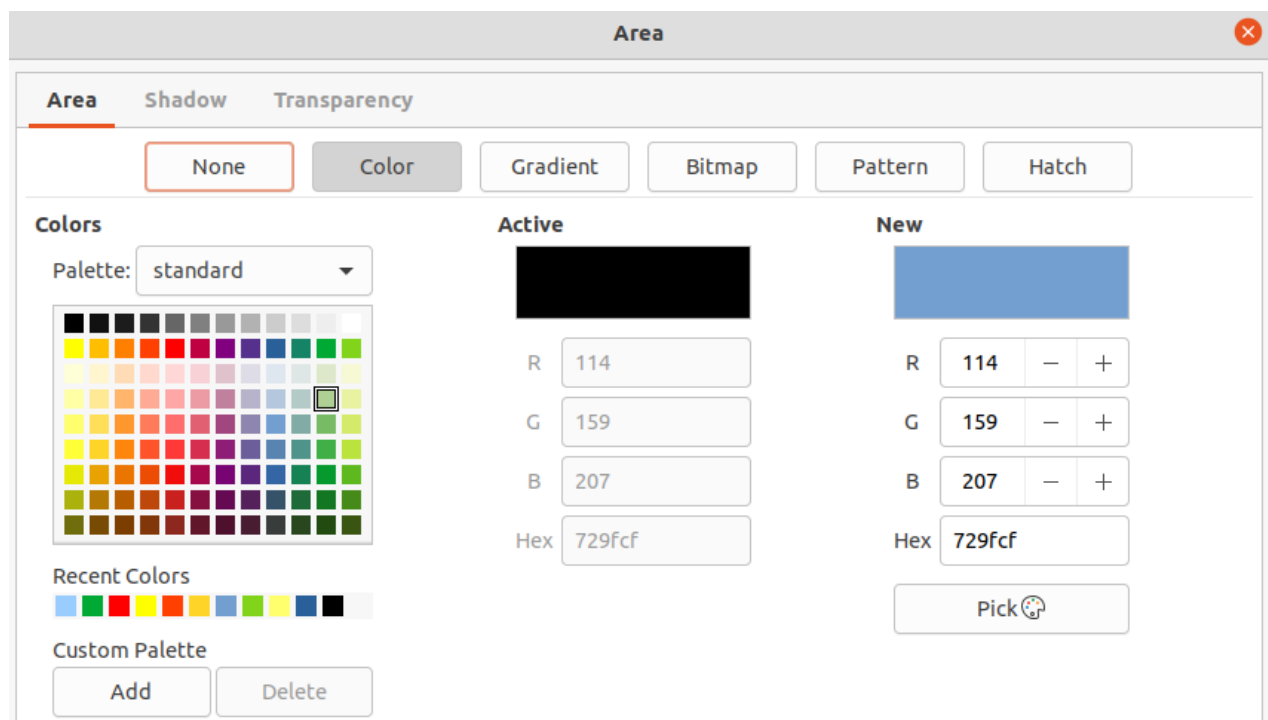 Area
Area Shadow Transparency
None Color Gradient Bitmap Pattern Hatch
Colors Active New
Palette: standard
R 114 R 114 − +
G 159 G 159 − +
B 207 B 207 − +
Hex 729fcf Hex 729fcf
Recent Colors
Pick
Custom Palette
Add Delete